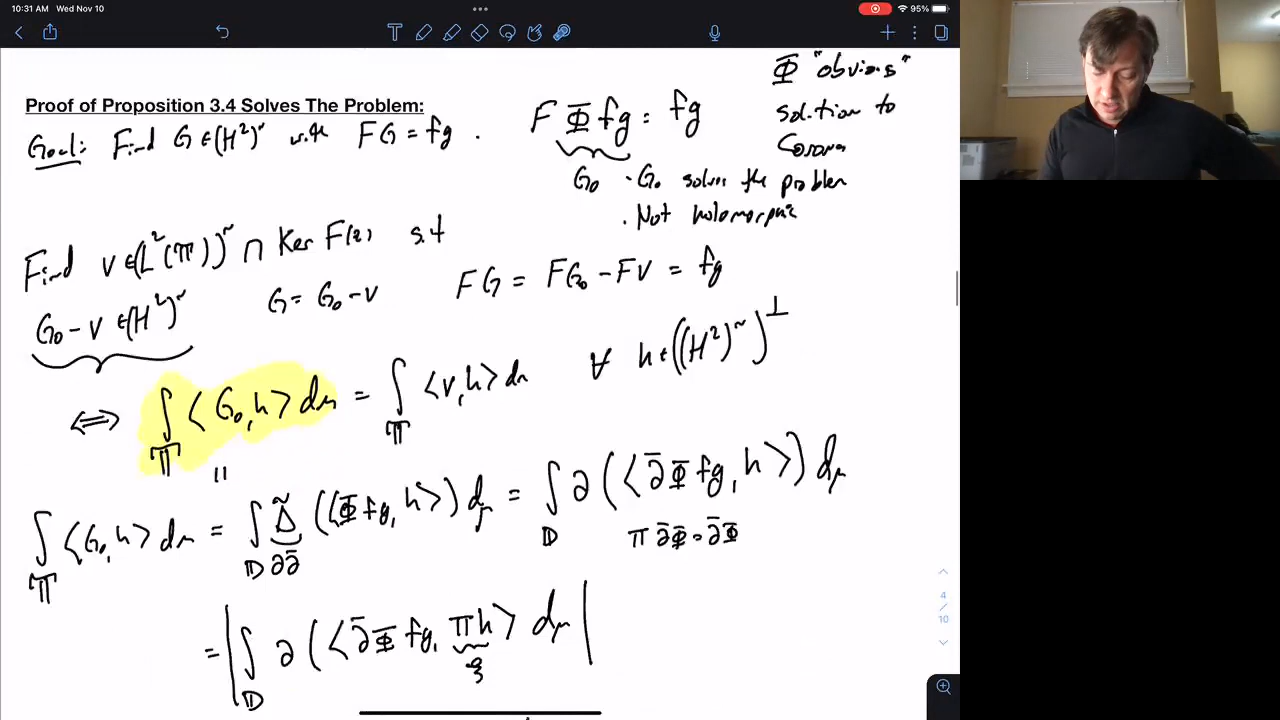 10:31 AM Wed Nov 10
95%
Proof of Proposition 3.4 Solves The Problem:
Goal: Find G ∈ (H²)ⁿ with FG = fg.
F Φ fg = fg
G₀
· G₀ solves the problem
· Not holomorphic
Φ "obvious"
solution to
Corona
Find v ∈ (L²(𝕋))ⁿ ∩ Ker F(z) s.t
G₀ - v ∈ (H²)ⁿ
G = G₀ - v
FG = FG₀ - Fv = fg
⟺ ∫_𝕋 ⟨G₀, h⟩ dm = ∫_𝕋 ⟨v, h⟩ dm ∀ h ∈ ((H²)ⁿ)^⊥
"
∫_𝕋 ⟨G₀, h⟩ dm = ∫_𝔻 Δ̃ (⟨Φfg, h⟩) dμ = ∫_𝔻 ∂(⟨∂̄Φ fg, h⟩) dμ
∂∂̄
Π ∂̄Φ = ∂̄Φ
= | ∫_𝔻 ∂(⟨∂̄Φ fg, Πh⟩ dμ |
ξ
4
/
10